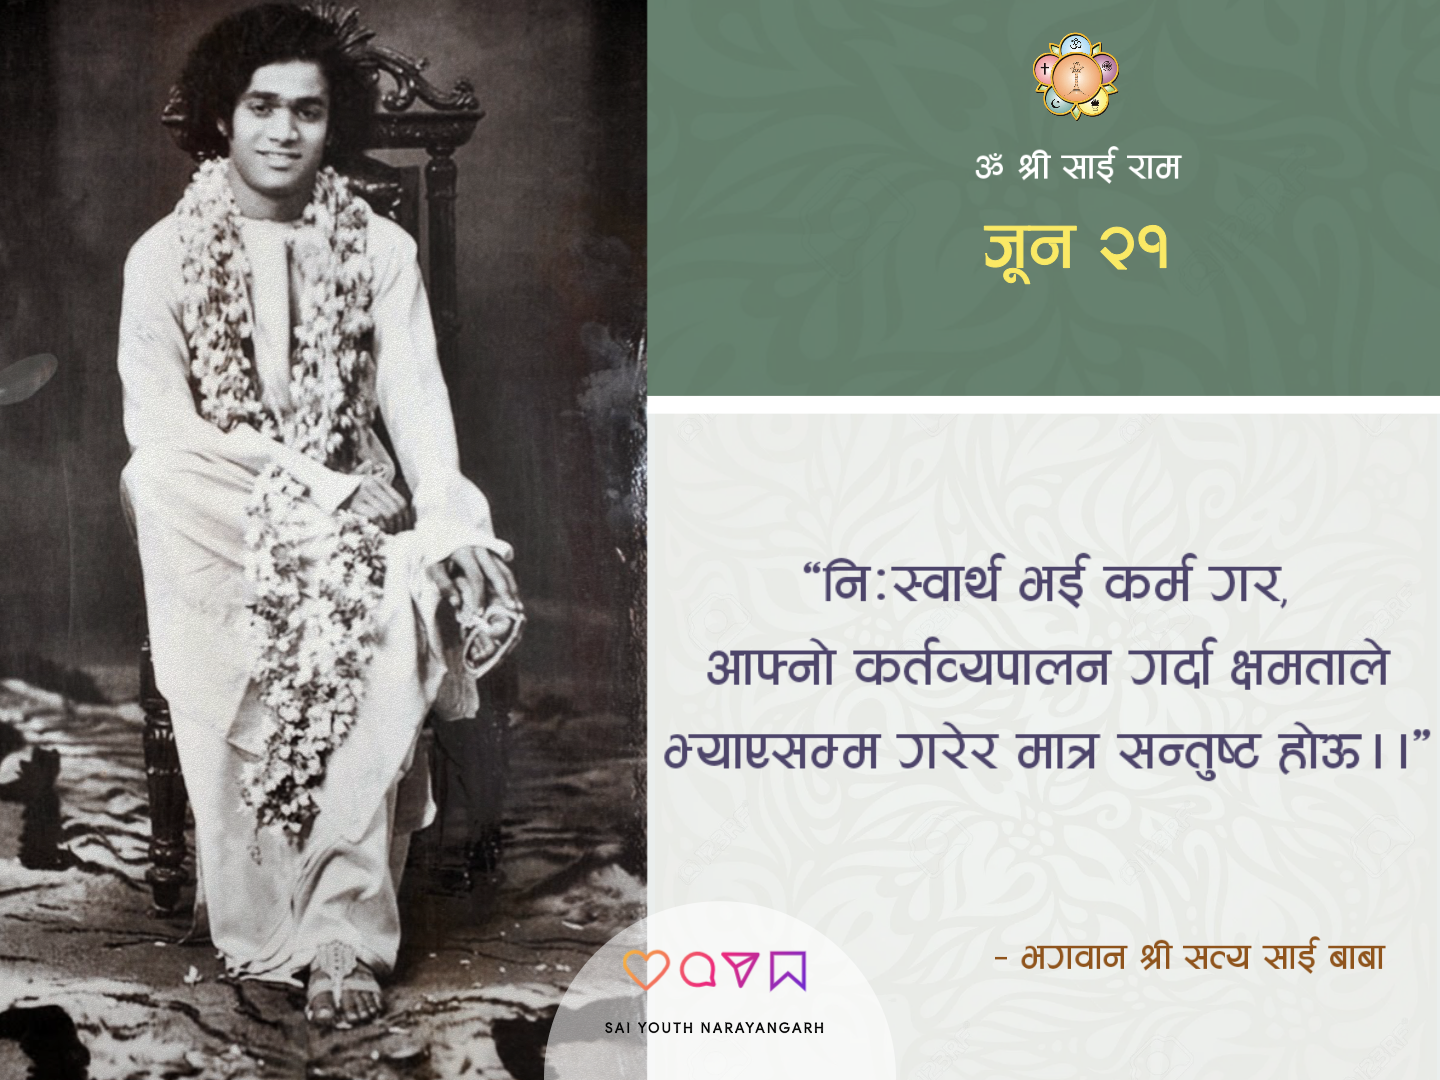 ॐ श्री साई राम
जून २१
“नि:स्वार्थ भई कर्म गर,
आफ्नो कर्तव्यपालन गर्दा क्षमताले
भ्याएसम्म गरेर मात्र सन्तुष्ट होऊ।।”
- भगवान श्री सत्य साई बाबा
SAI YOUTH NARAYANGARH